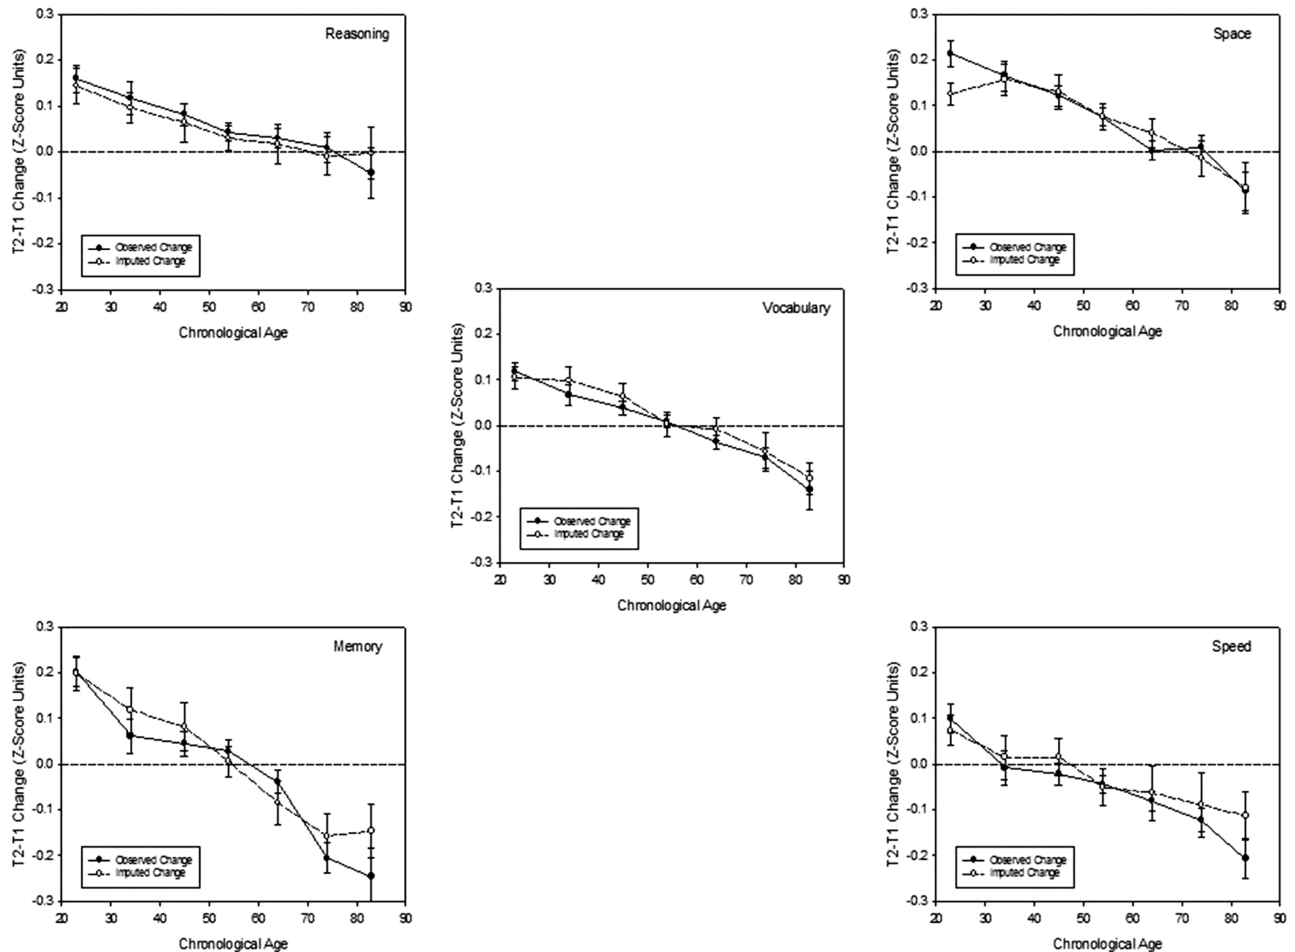 Reasoning
T2-T1 Change (Z-Score Units)
0.3
0.2
0.1
0.0
-0.1
-0.2
-0.3
Observed Change
Imputed Change
20 30 40 50 60 70 80 90
Chronological Age
Space
T2-T1 Change (Z-Score Units)
0.3
0.2
0.1
0.0
-0.1
-0.2
-0.3
Observed Change
Imputed Change
20 30 40 50 60 70 80 90
Chronological Age
Vocabulary
T2-T1 Change (Z-Score Units)
0.3
0.2
0.1
0.0
-0.1
-0.2
-0.3
Observed Change
Imputed Change
20 30 40 50 60 70 80 90
Chronological Age
Memory
T2-T1 Change (Z-Score Units)
0.3
0.2
0.1
0.0
-0.1
-0.2
-0.3
Observed Change
Imputed Change
20 30 40 50 60 70 80 90
Chronological Age
Speed
T2-T1 Change (Z-Score Units)
0.3
0.2
0.1
0.0
-0.1
-0.2
-0.3
Observed Change
Imputed Change
20 30 40 50 60 70 80 90
Chronological Age